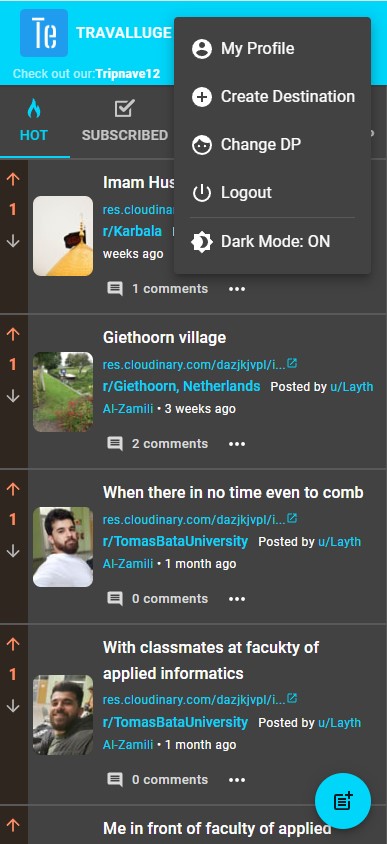 Te
TRAVALLUGE
Check out our:Tripnave12
My Profile
Create Destination
Change DP
Logout
Dark Mode: ON
HOT
SUBSCRIBED
P
1
Imam Hus
res.cloudinar
r/Karbala
weeks ago
1 comments
1
Giethoorn village
res.cloudinary.com/dazjkjvpl/i...
r/Giethoorn, Netherlands Posted by u/Layth
Al-Zamili • 3 weeks ago
2 comments
1
When there in no time even to comb
res.cloudinary.com/dazjkjvpl/i...
r/TomasBataUniversity Posted by u/Layth
Al-Zamili • 1 month ago
0 comments
1
With classmates at facukty of
applied informatics
res.cloudinary.com/dazjkjvpl/i...
r/TomasBataUniversity Posted by u/Layth
Al-Zamili • 1 month ago
0 comments
Me in front of faculty of applied